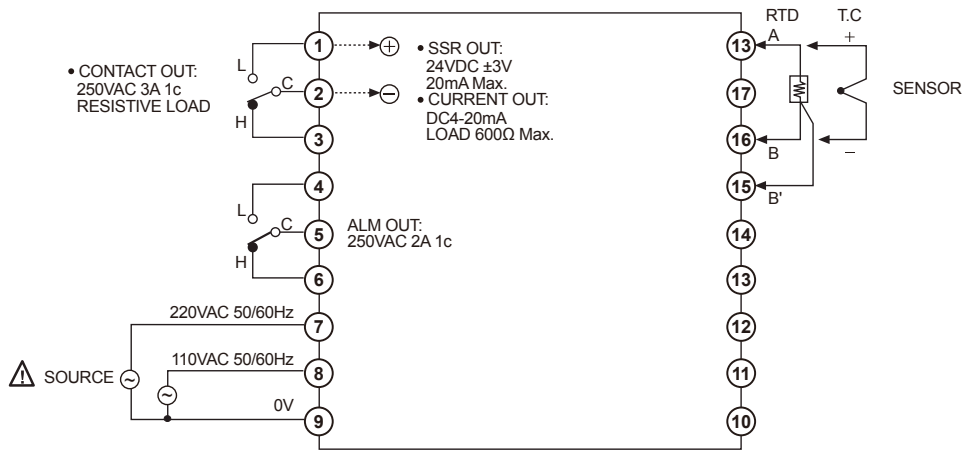 • CONTACT OUT:
250VAC 3A 1c
RESISTIVE LOAD
L
C
H
1
2
3
+
−
• SSR OUT:
24VDC ±3V
20mA Max.
• CURRENT OUT:
DC4-20mA
LOAD 600Ω Max.
4
5
6
L
C
H
ALM OUT:
250VAC 2A 1c
220VAC 50/60Hz
7
110VAC 50/60Hz
8
! SOURCE ~
~
0V
9
RTD
T.C
13
A
+
17
SENSOR
16
B
−
15
B'
14
13
12
11
10